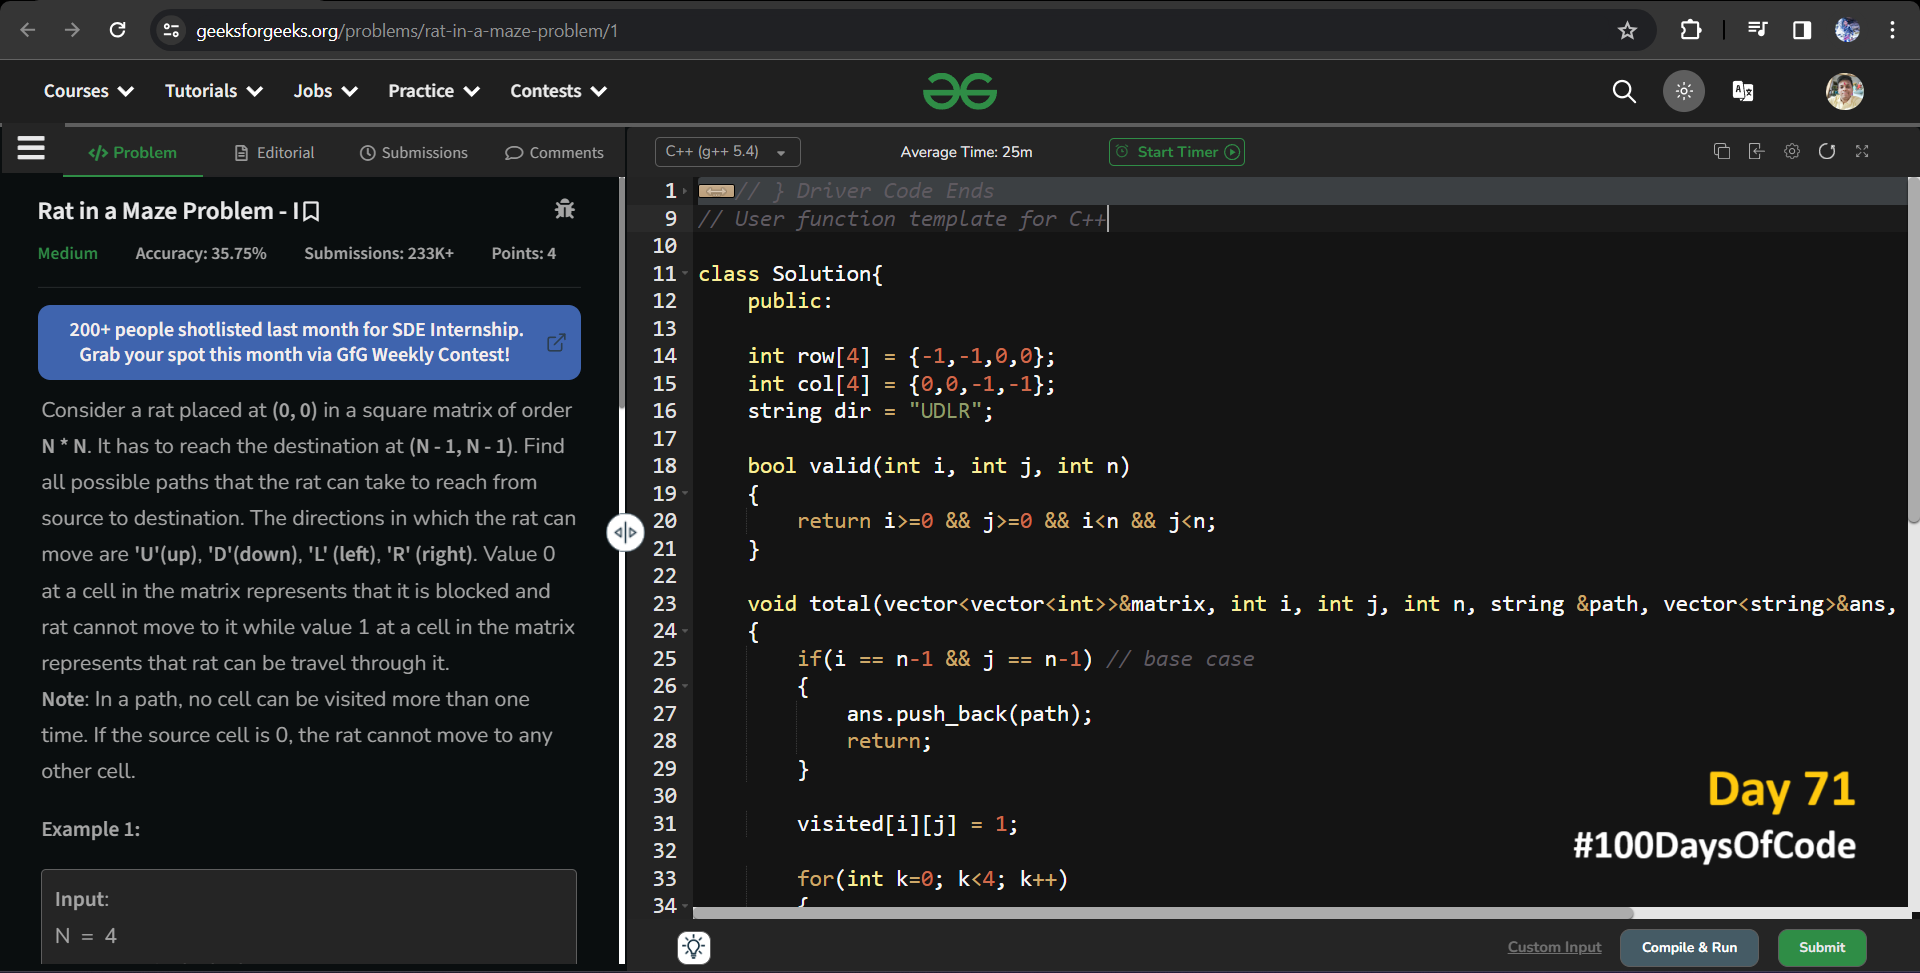 geeksforgeeks.org/problems/rat-in-a-maze-problem/1
Courses Tutorials Jobs Practice Contests
</> Problem Editorial Submissions Comments
Rat in a Maze Problem - I
Medium Accuracy: 35.75% Submissions: 233K+ Points: 4
200+ people shotlisted last month for SDE Internship.
Grab your spot this month via GfG Weekly Contest!
Consider a rat placed at (0, 0) in a square matrix of order
N * N. It has to reach the destination at (N - 1, N - 1). Find
all possible paths that the rat can take to reach from
source to destination. The directions in which the rat can
move are 'U'(up), 'D'(down), 'L' (left), 'R' (right). Value 0
at a cell in the matrix represents that it is blocked and
rat cannot move to it while value 1 at a cell in the matrix
represents that rat can be travel through it.
Note: In a path, no cell can be visited more than one
time. If the source cell is 0, the rat cannot move to any
other cell.
Example 1:
Input:
N = 4
C++ (g++ 5.4) Average Time: 25m Start Timer
1 // } Driver Code Ends
9 // User function template for C++
10
11 class Solution{
12 public:
13
14 int row[4] = {-1,-1,0,0};
15 int col[4] = {0,0,-1,-1};
16 string dir = "UDLR";
17
18 bool valid(int i, int j, int n)
19 {
20 return i>=0 && j>=0 && i<n && j<n;
21 }
22
23 void total(vector<vector<int>>&matrix, int i, int j, int n, string &path, vector<string>&ans,
24 {
25 if(i == n-1 && j == n-1) // base case
26 {
27 ans.push_back(path);
28 return;
29 }
30
31 visited[i][j] = 1;
32
33 for(int k=0; k<4; k++)
34 {
Day 71
#100DaysOfCode
Custom Input Compile & Run Submit